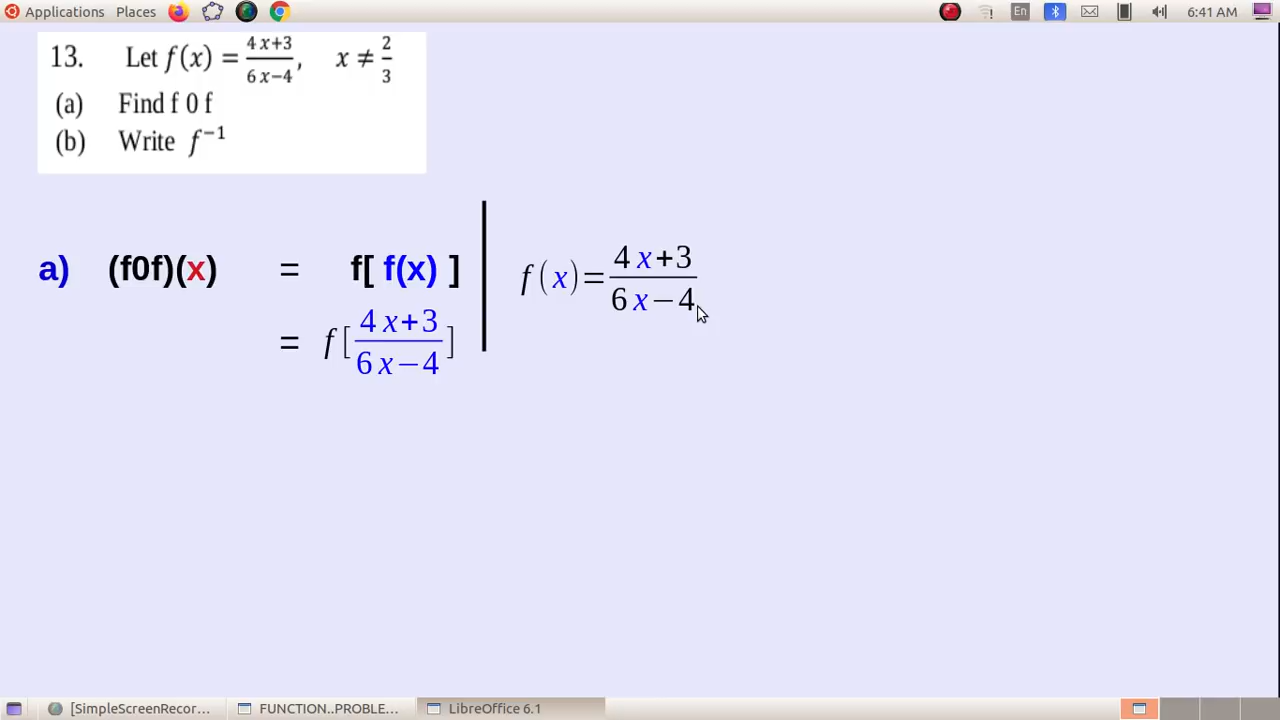 Applications Places En 6:41 AM
13. Let f(x) = 4x+3/6x−4, x ≠ 2/3
(a) Find f 0 f
(b) Write f⁻¹
a) (f0f)(x) = f[ f(x) ]
= f[4x+3/6x−4]
f(x)=4x+3/6x−4
[SimpleScreenRecor... FUNCTION..PROBLE... LibreOffice 6.1